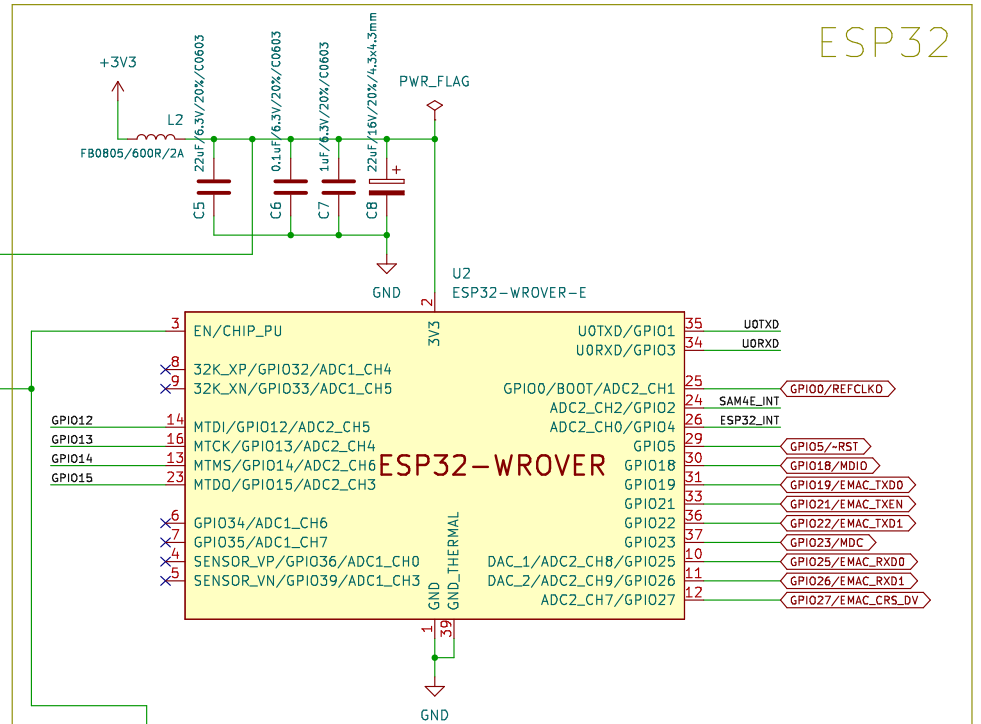 ESP32
+3V3
L2
FB0805/600R/2A
22uF/6.3V/20%/C0603
C5
0.1uF/6.3V/20%/C0603
C6
1uF/6.3V/20%/C0603
C7
22uF/16V/20%/4.3x4.3mm
+
C8
PWR_FLAG
GND
U2
ESP32-WROVER-E
2
3V3
3 EN/CHIP_PU
8 32K_XP/GPIO32/ADC1_CH4
9 32K_XN/GPIO33/ADC1_CH5
GPIO12 14 MTDI/GPIO12/ADC2_CH5
GPIO13 16 MTCK/GPIO13/ADC2_CH4
GPIO14 13 MTMS/GPIO14/ADC2_CH6
GPIO15 23 MTDO/GPIO15/ADC2_CH3
6 GPIO34/ADC1_CH6
7 GPIO35/ADC1_CH7
4 SENSOR_VP/GPIO36/ADC1_CH0
5 SENSOR_VN/GPIO39/ADC1_CH3
ESP32-WROVER
U0TXD/GPIO1 35 U0TXD
U0RXD/GPIO3 34 U0RXD
GPIO0/BOOT/ADC2_CH1 25 GPIO0/REFCLKO
ADC2_CH2/GPIO2 24 SAM4E_INT
ADC2_CH0/GPIO4 26 ESP32_INT
GPIO5 29 GPIO5/~RST
GPIO18 30 GPIO18/MDIO
GPIO19 31 GPIO19/EMAC_TXD0
GPIO21 33 GPIO21/EMAC_TXEN
GPIO22 36 GPIO22/EMAC_TXD1
GPIO23 37 GPIO23/MDC
DAC_1/ADC2_CH8/GPIO25 10 GPIO25/EMAC_RXD0
DAC_2/ADC2_CH9/GPIO26 11 GPIO26/EMAC_RXD1
ADC2_CH7/GPIO27 12 GPIO27/EMAC_CRS_DV
GND
1
GND_THERMAL
39
GND